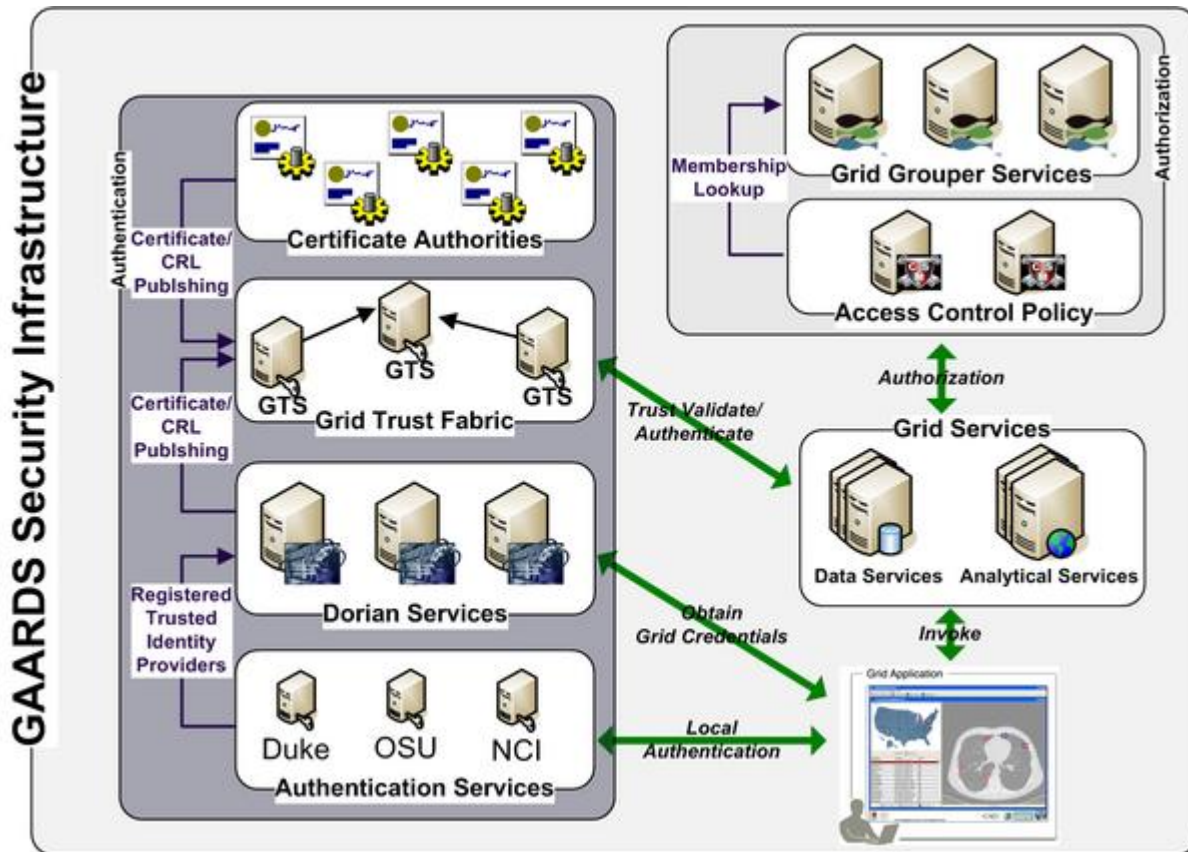 GAARDS Security Infrastructure
Authentication
Certificate Authorities
Certificate/
CRL
Publshing
GTS
GTS
GTS
Grid Trust Fabric
Certificate/
CRL
Publshing
Dorian Services
Registered
Trusted
Identity
Providers
Duke
OSU
NCI
Authentication Services
Authorization
Grid Grouper Services
Membership
Lookup
Access Control Policy
Authorization
Trust Validate/
Authenticate
Grid Services
Data Services
Analytical Services
Obtain
Grid Credentials
Invoke
Local
Authentication
Grid Application